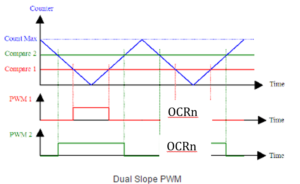 Counter
Count Max
Compare 2
Compare 1
Time
PWM 1
OCRn
Time
PWM 2
OCRn
Time
Dual Slope PWM